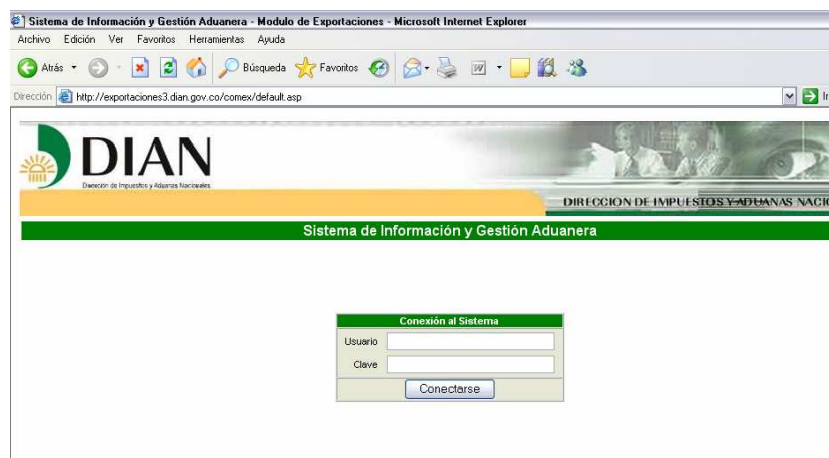 Sistema de Información y Gestión Aduanera - Modulo de Exportaciones - Microsoft Internet Explorer
Archivo Edición Ver Favoritos Herramientas Ayuda
Atrás Búsqueda Favoritos
Dirección http://exportaciones3.dian.gov.co/comex/default.asp Ir
DIAN
Dirección de Impuestos y Aduanas Nacionales
DIRECCION DE IMPUESTOS Y ADUANAS NACIO
Sistema de Información y Gestión Aduanera
Conexión al Sistema
Usuario
Clave
Conectarse